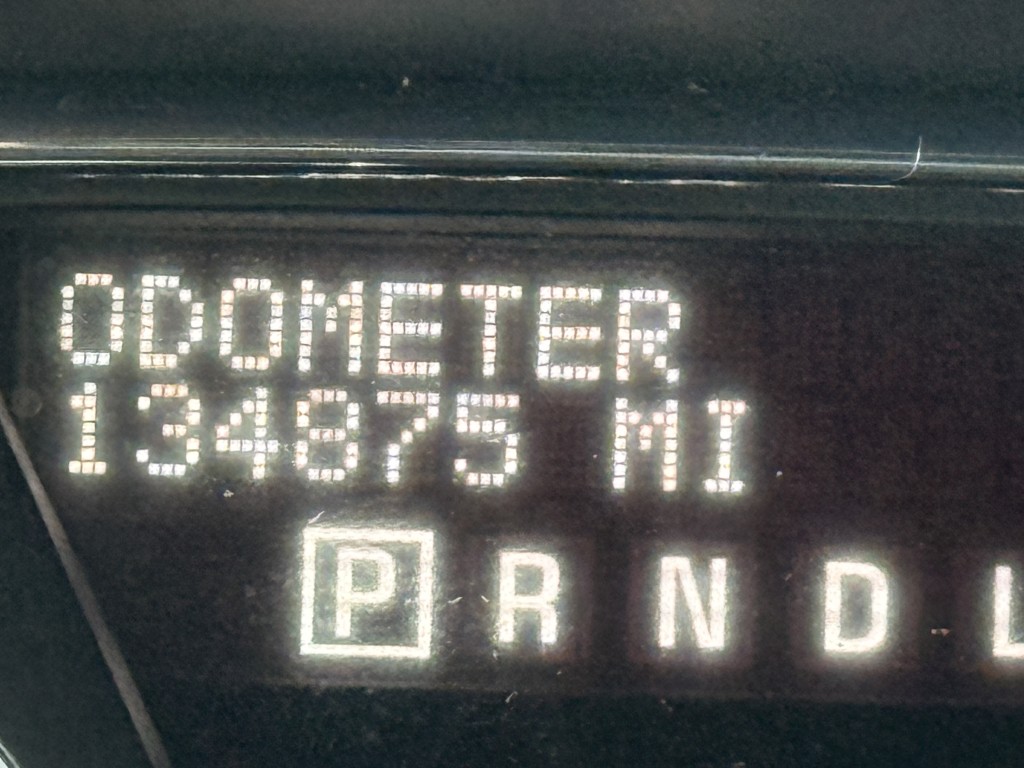 ODOMETER
134875 MI
P R N D L